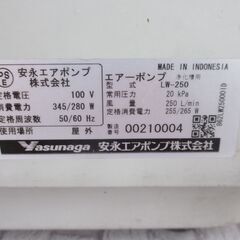 PS
E
安永エアポンプ
株式会社
定格電圧 100 V
消費電力 345/280 W
定格周波数 50/60 Hz
使用場所 屋 外
MADE IN INDONESIA
エアーポンプ 浄化槽用
型式 LW-250
常用圧力 20 kPa
風量 250 L/min
定格消費電力 255/265 W
00210004
Yasunaga 安永エアポンプ株式会社